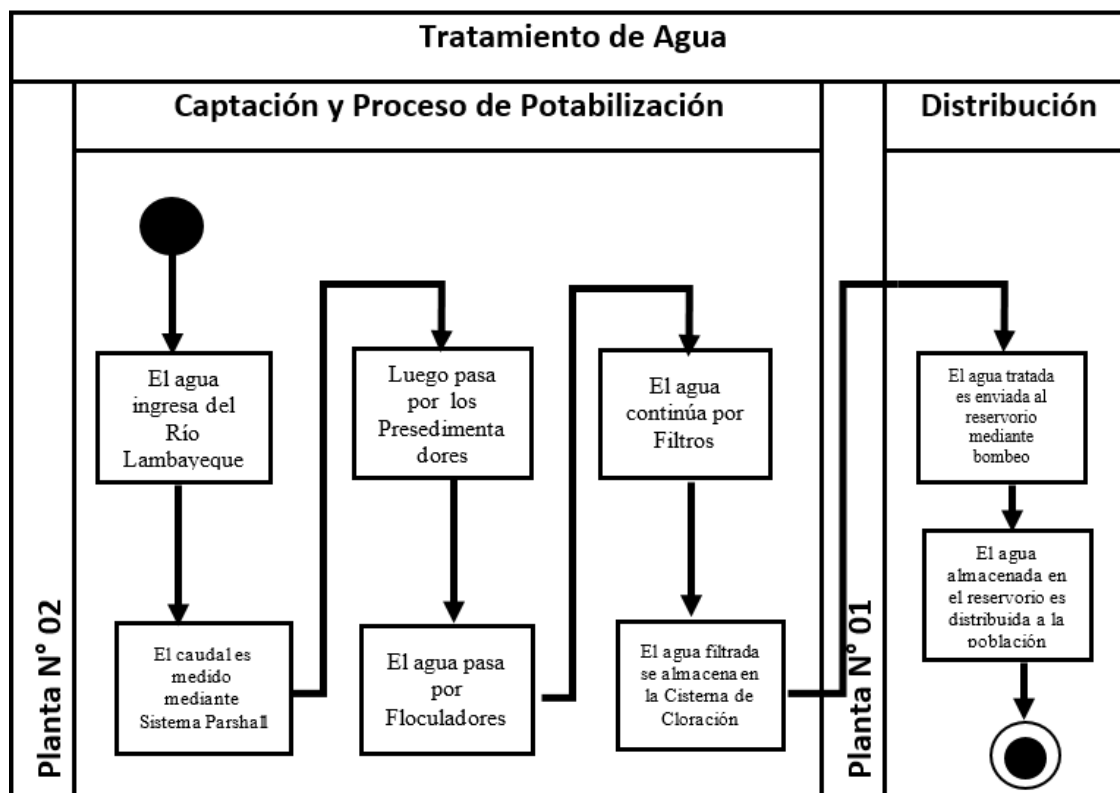 Tratamiento de Agua
Planta N° 02
Captación y Proceso de Potabilización
El agua
ingresa del
Río
Lambayeque
El caudal es
medido
mediante
Sistema Parshall
Luego pasa
por los
Presedimenta
dores
El agua pasa
por
Floculadores
El agua
continúa por
Filtros
El agua filtrada
se almacena en
la Cisterna de
Cloración
Planta N° 01
Distribución
El agua tratada
es enviada al
reservorio
mediante
bombeo
El agua
almacenada en
el reservorio es
distribuida a la
población